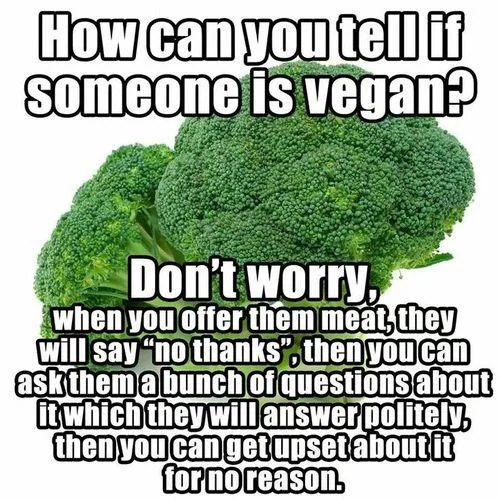 How can you tell if
someone is vegan?
Don't worry,
when you offer them meat, they
will say "no thanks", then you can
ask them a bunch of questions about
it which they will answer politely,
then you can get upset about it
for no reason.